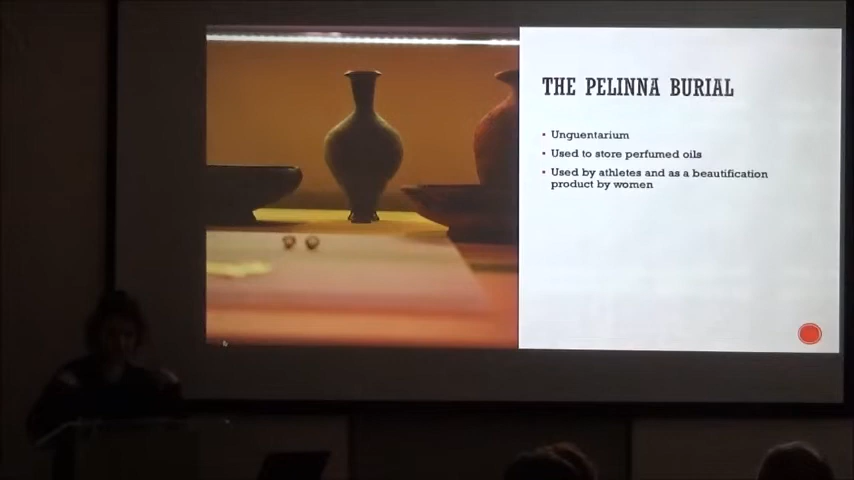 THE PELINNA BURIAL
• Unguentarium
• Used to store perfumed oils
• Used by athletes and as a beautification
product by women